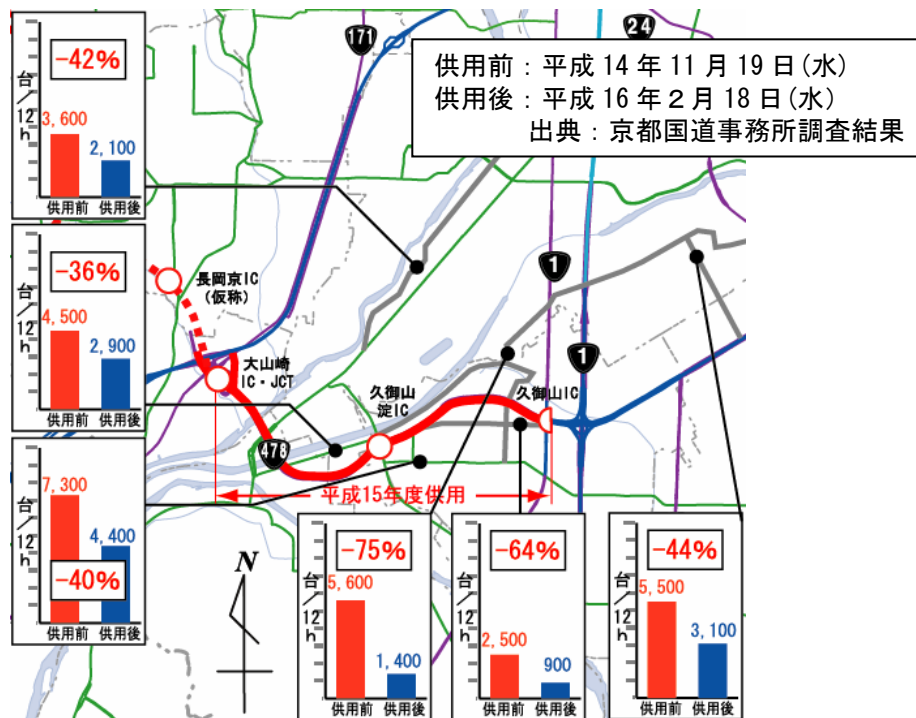 171
24
供用前：平成14年11月19日(水)
供用後：平成16年２月18日(水)
出典：京都国道事務所調査結果
-42%
台／12h
3,600
2,100
供用前 供用後
-36%
台／12h
4,500
2,900
供用前 供用後
長岡京IC
(仮称)
大山崎
IC・JCT
久御山
淀IC
久御山IC
1
1
478
平成15年度供用
台／12h
7,300
4,400
-40%
供用前 供用後
N
-75%
台／12h
5,600
1,400
供用前 供用後
-64%
台／12h
2,500
900
供用前 供用後
-44%
台／12h
5,500
3,100
供用前 供用後